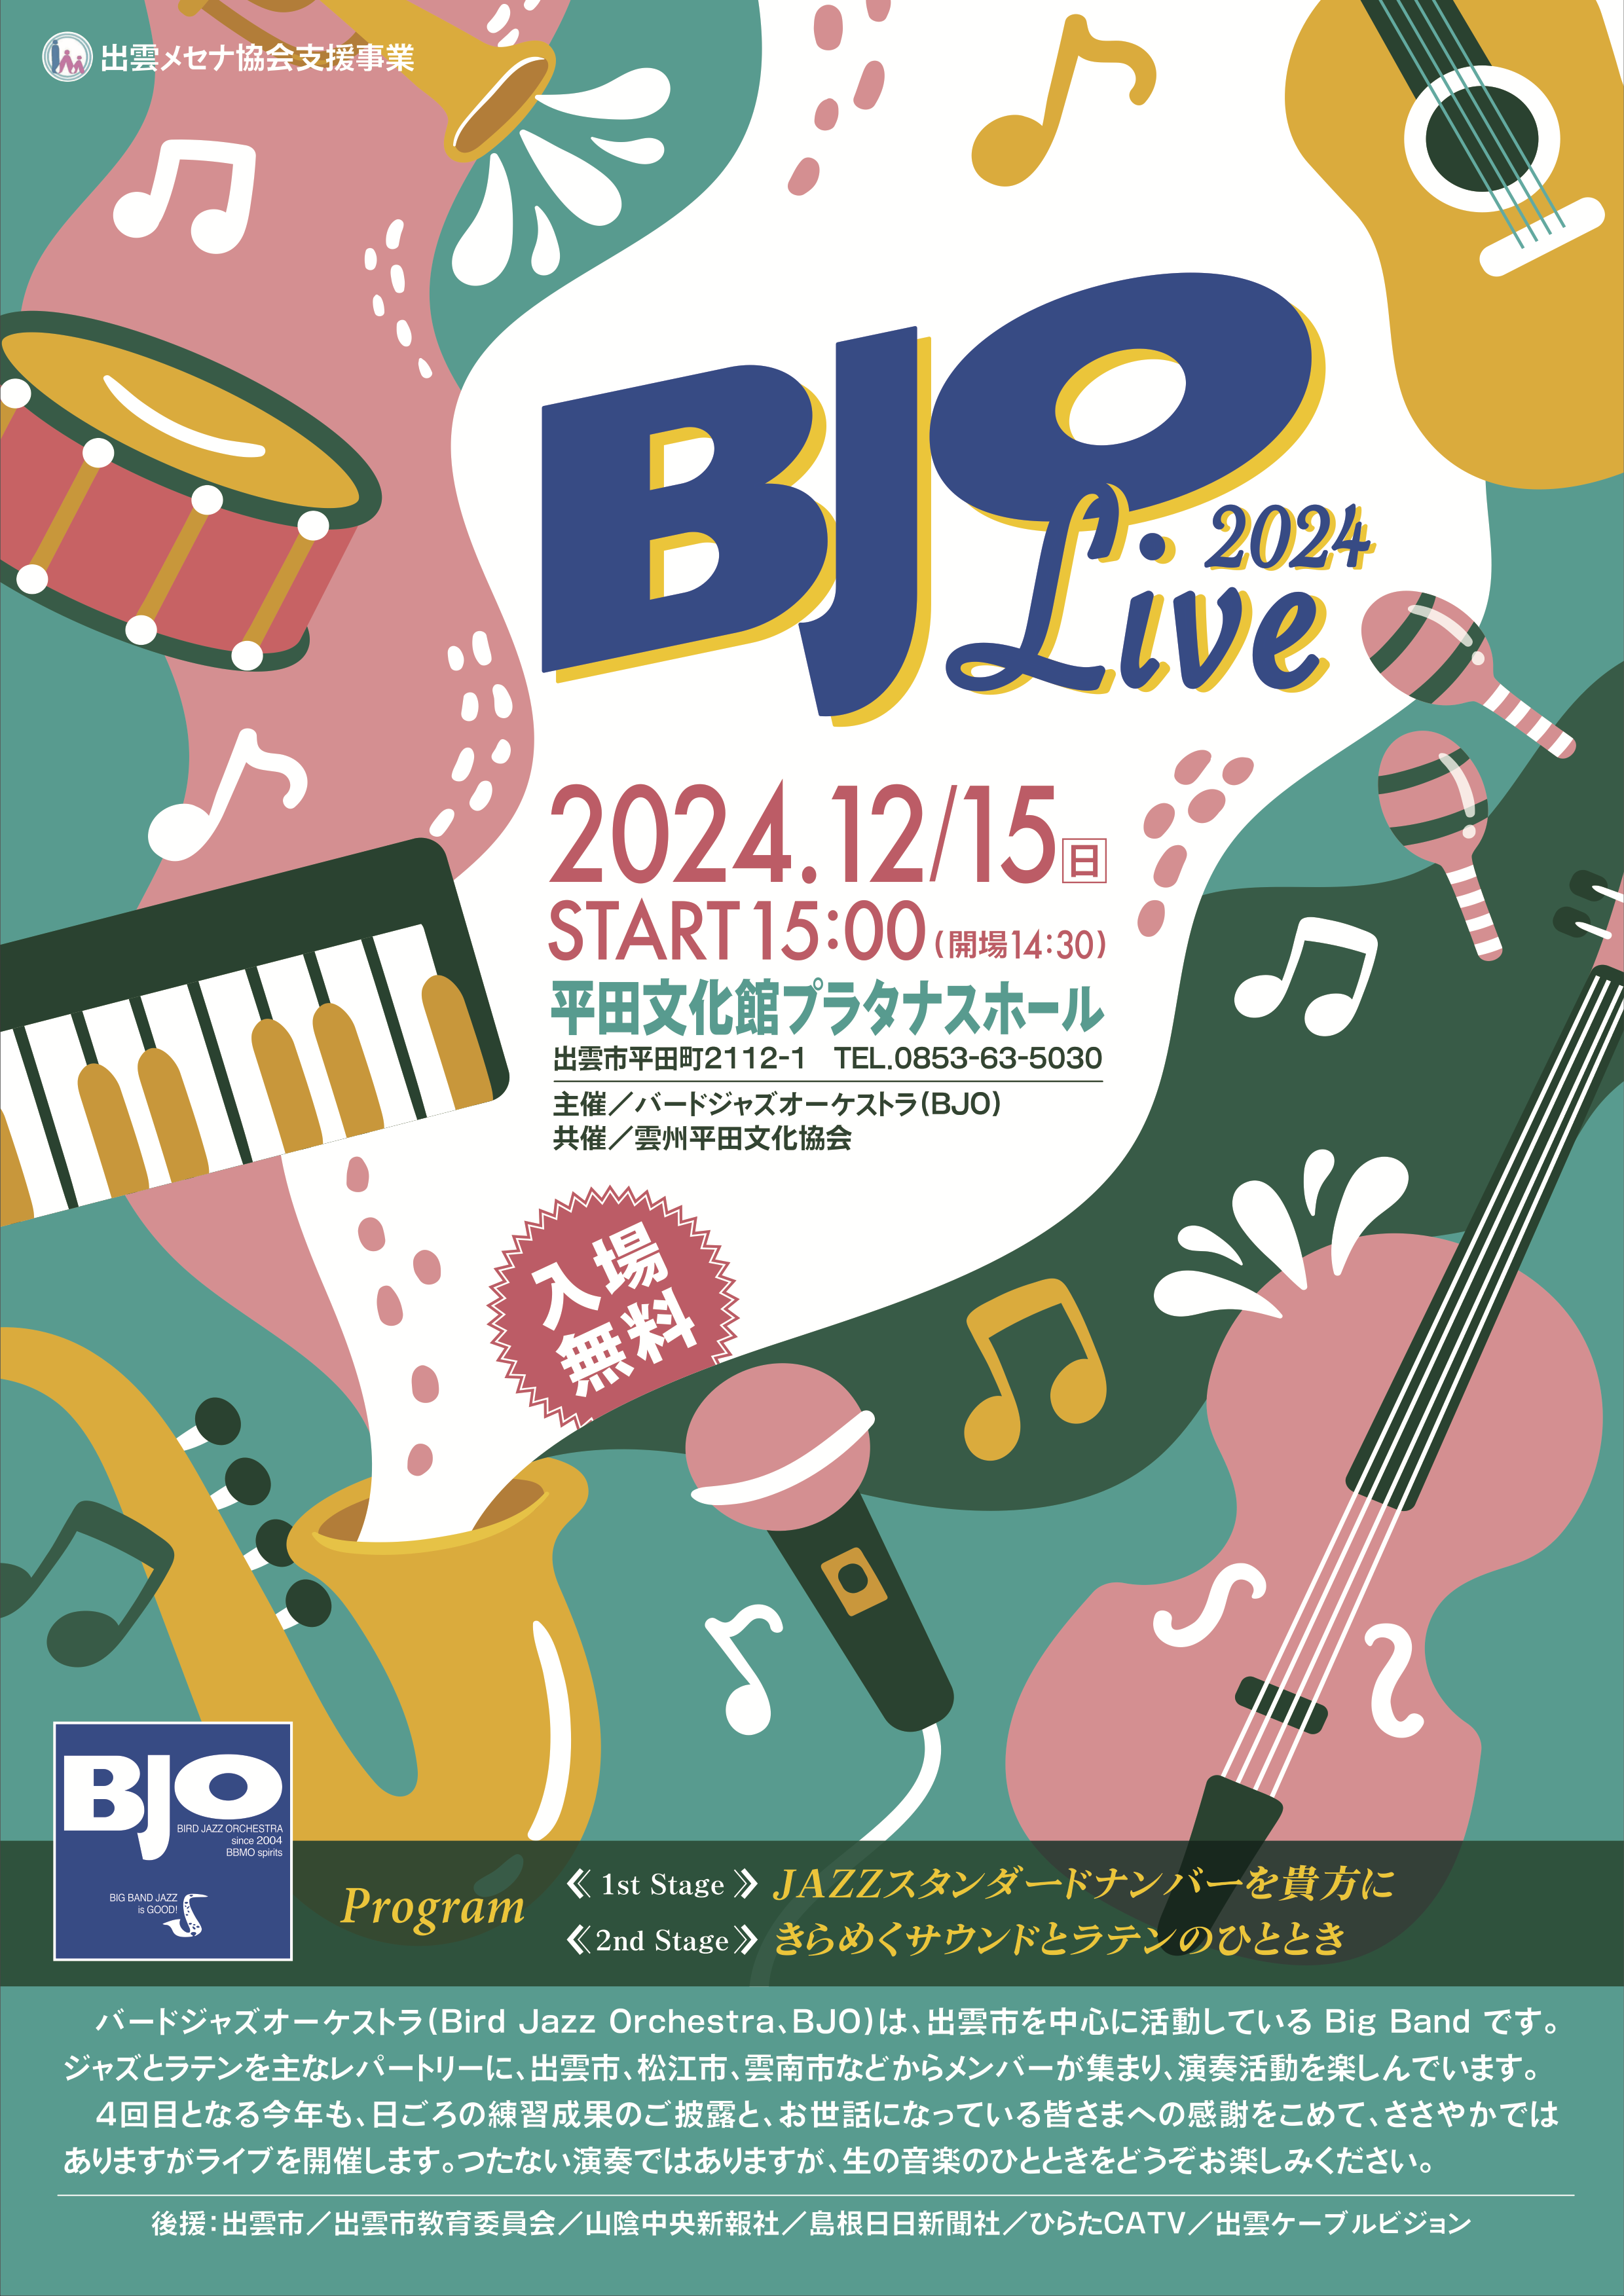 出雲メセナ協会支援事業
BJO
2024
Live
2024.12/15 日
START 15:00 (開場14:30)
平田文化館プラタナスホール
出雲市平田町2112-1　TEL.0853-63-5030
主催／バードジャズオーケストラ(BJO)
共催／雲州平田文化協会
入場
無料
BJO
BIRD JAZZ ORCHESTRA
since 2004
BBMO spirits
BIG BAND JAZZ
is GOOD!
Program
《 1st Stage 》 JAZZスタンダードナンバーを貴方に
《2nd Stage》 きらめくサウンドとラテンのひととき
バードジャズオーケストラ(Bird Jazz Orchestra、BJO)は、出雲市を中心に活動している Big Band です。
ジャズとラテンを主なレパートリーに、出雲市、松江市、雲南市などからメンバーが集まり、演奏活動を楽しんでいます。
4回目となる今年も、日ごろの練習成果のご披露と、お世話になっている皆さまへの感謝をこめて、ささやかでは
ありますがライブを開催します。つたない演奏ではありますが、生の音楽のひとときをどうぞお楽しみください。
後援：出雲市／出雲市教育委員会／山陰中央新報社／島根日日新聞社／ひらたCATV／出雲ケーブルビジョン